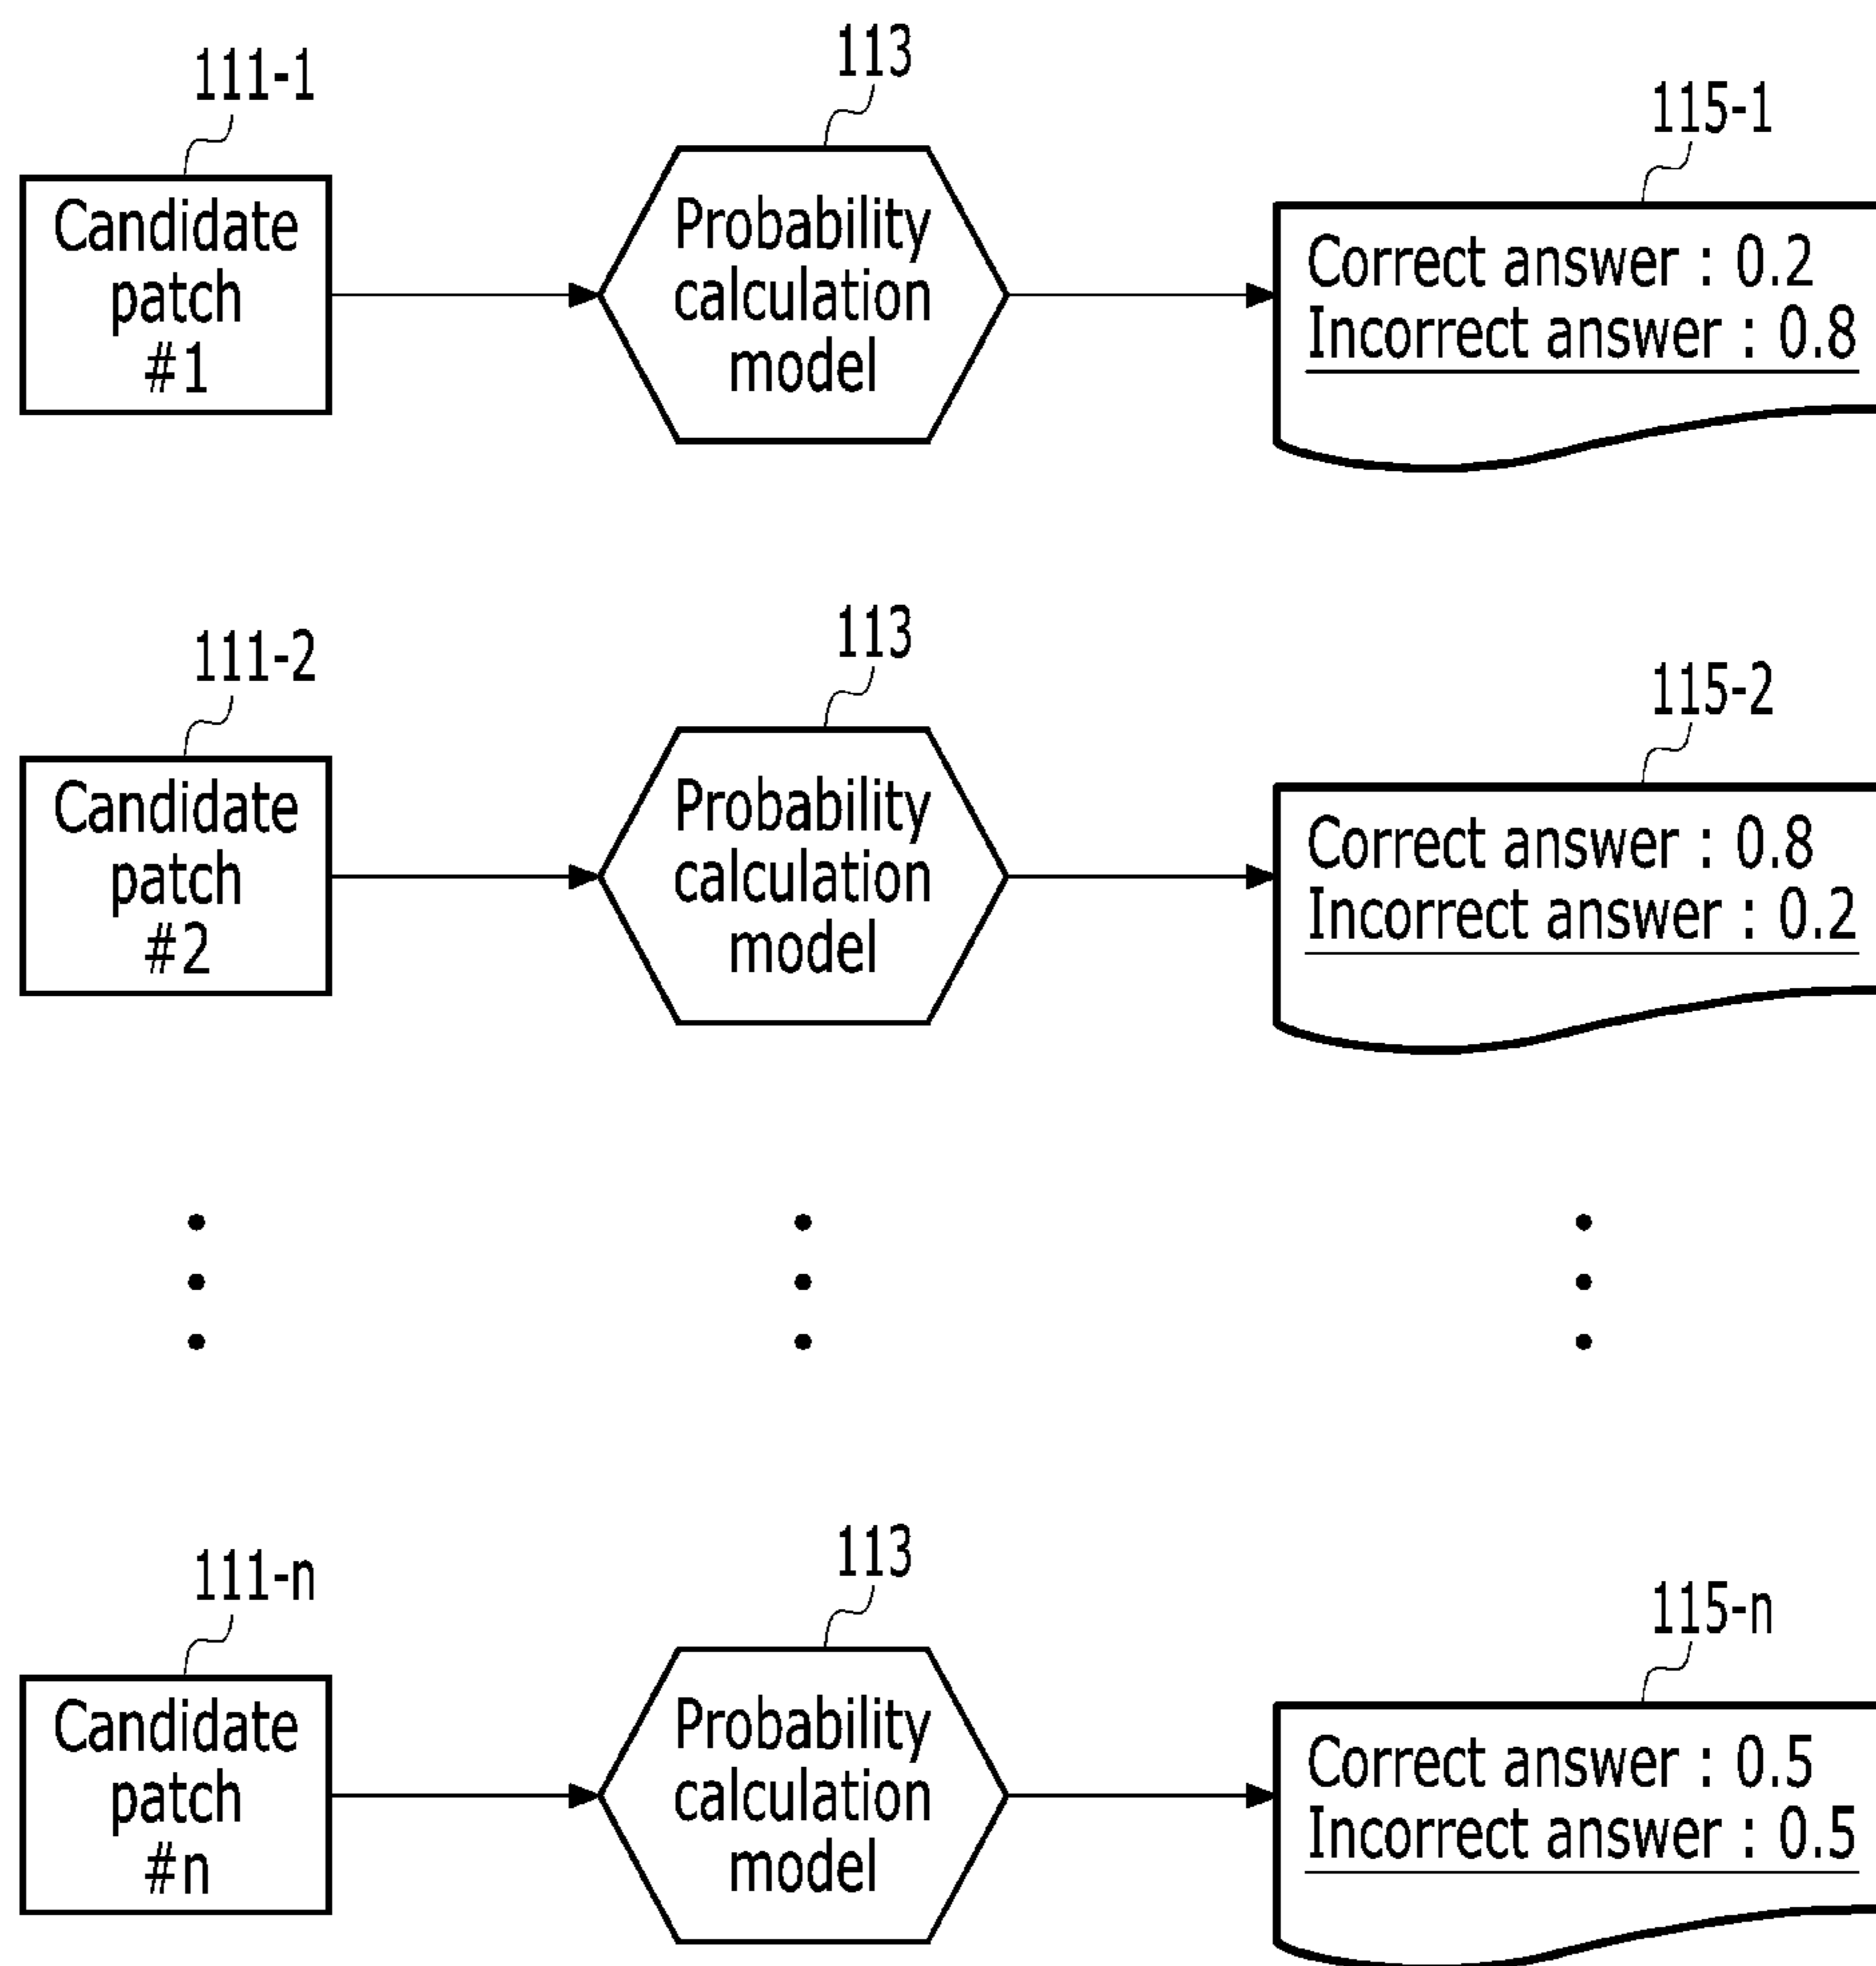 111-1
113
115-1
Candidate
patch
#1
Probability
calculation
model
Correct answer : 0.2
Incorrect answer : 0.8
111-2
113
115-2
Candidate
patch
#2
Probability
calculation
model
Correct answer : 0.8
Incorrect answer : 0.2
111-n
113
115-n
Candidate
patch
#n
Probability
calculation
model
Correct answer : 0.5
Incorrect answer : 0.5